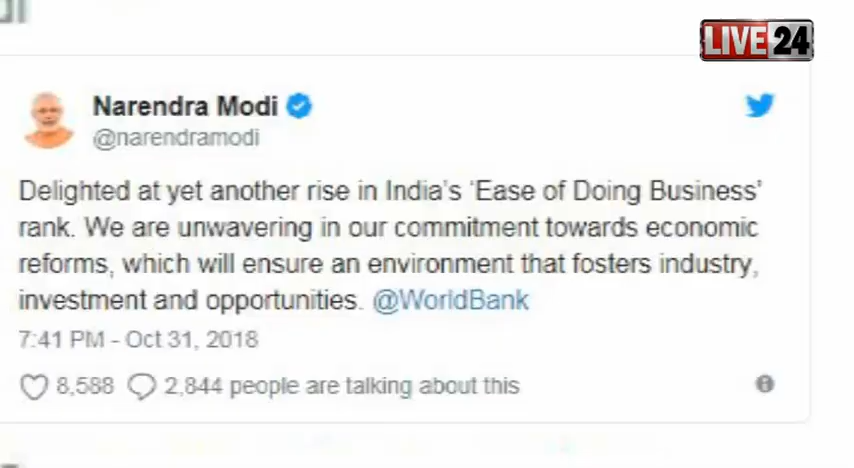 LIVE 24
Narendra Modi
@narendramodi
Delighted at yet another rise in India's 'Ease of Doing Business'
rank. We are unwavering in our commitment towards economic
reforms, which will ensure an environment that fosters industry,
investment and opportunities. @WorldBank
7:41 PM - Oct 31, 2018
8,588 2,844 people are talking about this